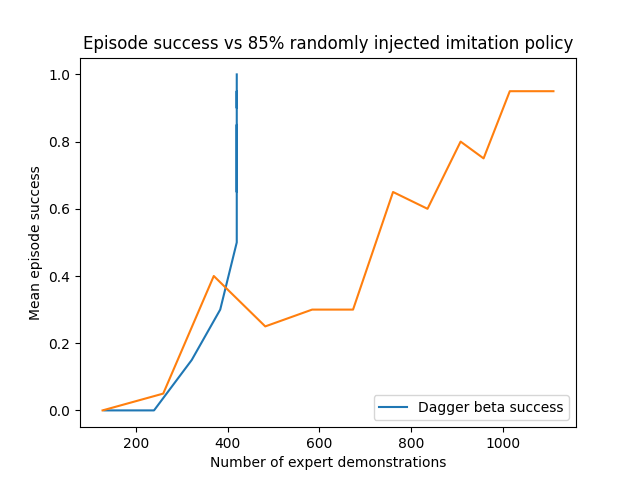 Episode success vs 85% randomly injected imitation policy
Mean episode success
1.0
0.8
0.6
0.4
0.2
0.0
Dagger beta success
200 400 600 800 1000
Number of expert demonstrations